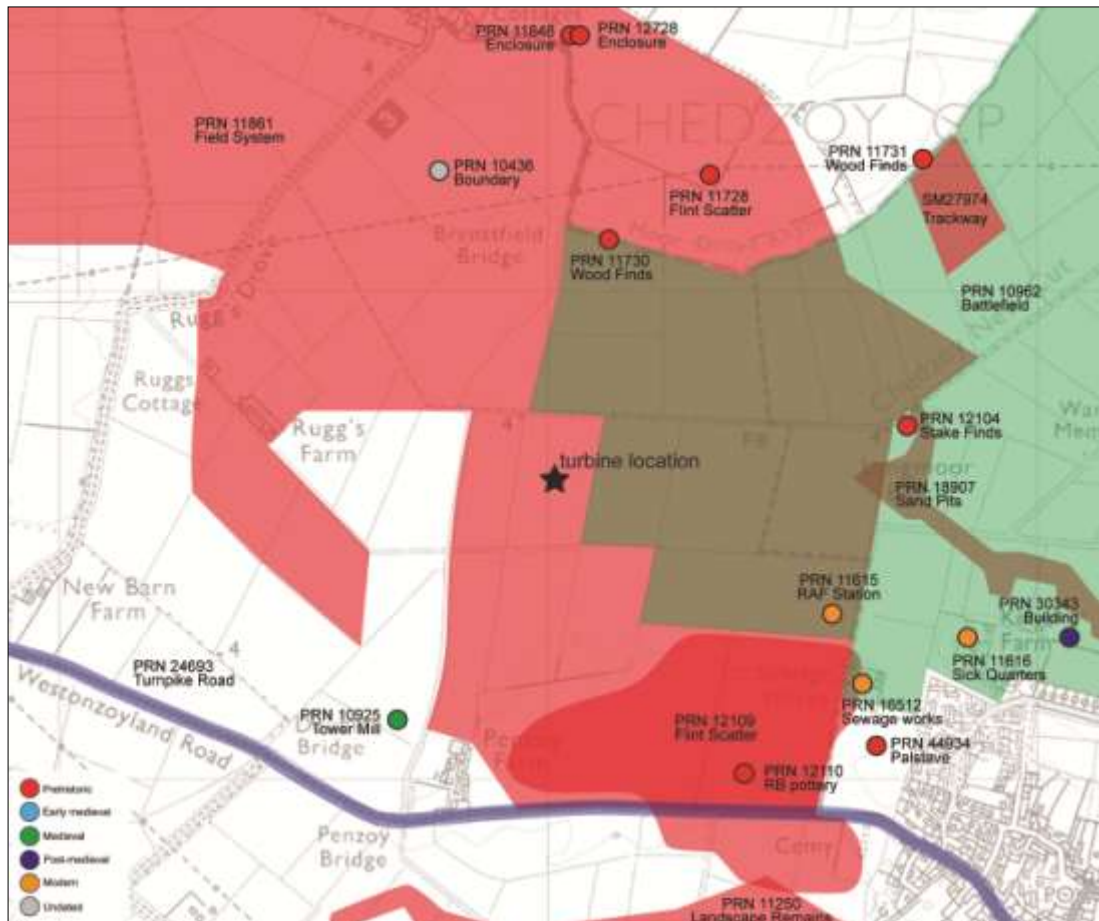 PRN 11848
Enclosure
PRN 12728
Enclosure
PRN 11861
Field System
CHEDZOY CP
PRN 11731
Wood Finds
PRN 10436
Boundary
PRN 11728
Flint Scatter
SM27974
Trackway
PRN 11730
Wood Finds
PRN 10962
Battlefield
Rugg's Drove
Ruggs
Cottage
Rugg's
Farm
PRN 12104
Stake Finds
turbine location
PRN 18907
Sand Pits
New Barn
Farm
PRN 11615
RAF Station
PRN 30343
Building
Farm
PRN 11616
Sick Quarters
PRN 24693
Turnpike Road
Westonzoyland Road
PRN 10925
Tower Mill
Bridge
PRN 16512
Sewage works
PRN 12109
Flint Scatter
PRN 44934
Palstave
PRN 12110
RB pottery
Penzoy
Bridge
Cemy
PRN 11250
Landscape Remains
Prehistoric
Early medieval
Medieval
Post-medieval
Modern
Undated